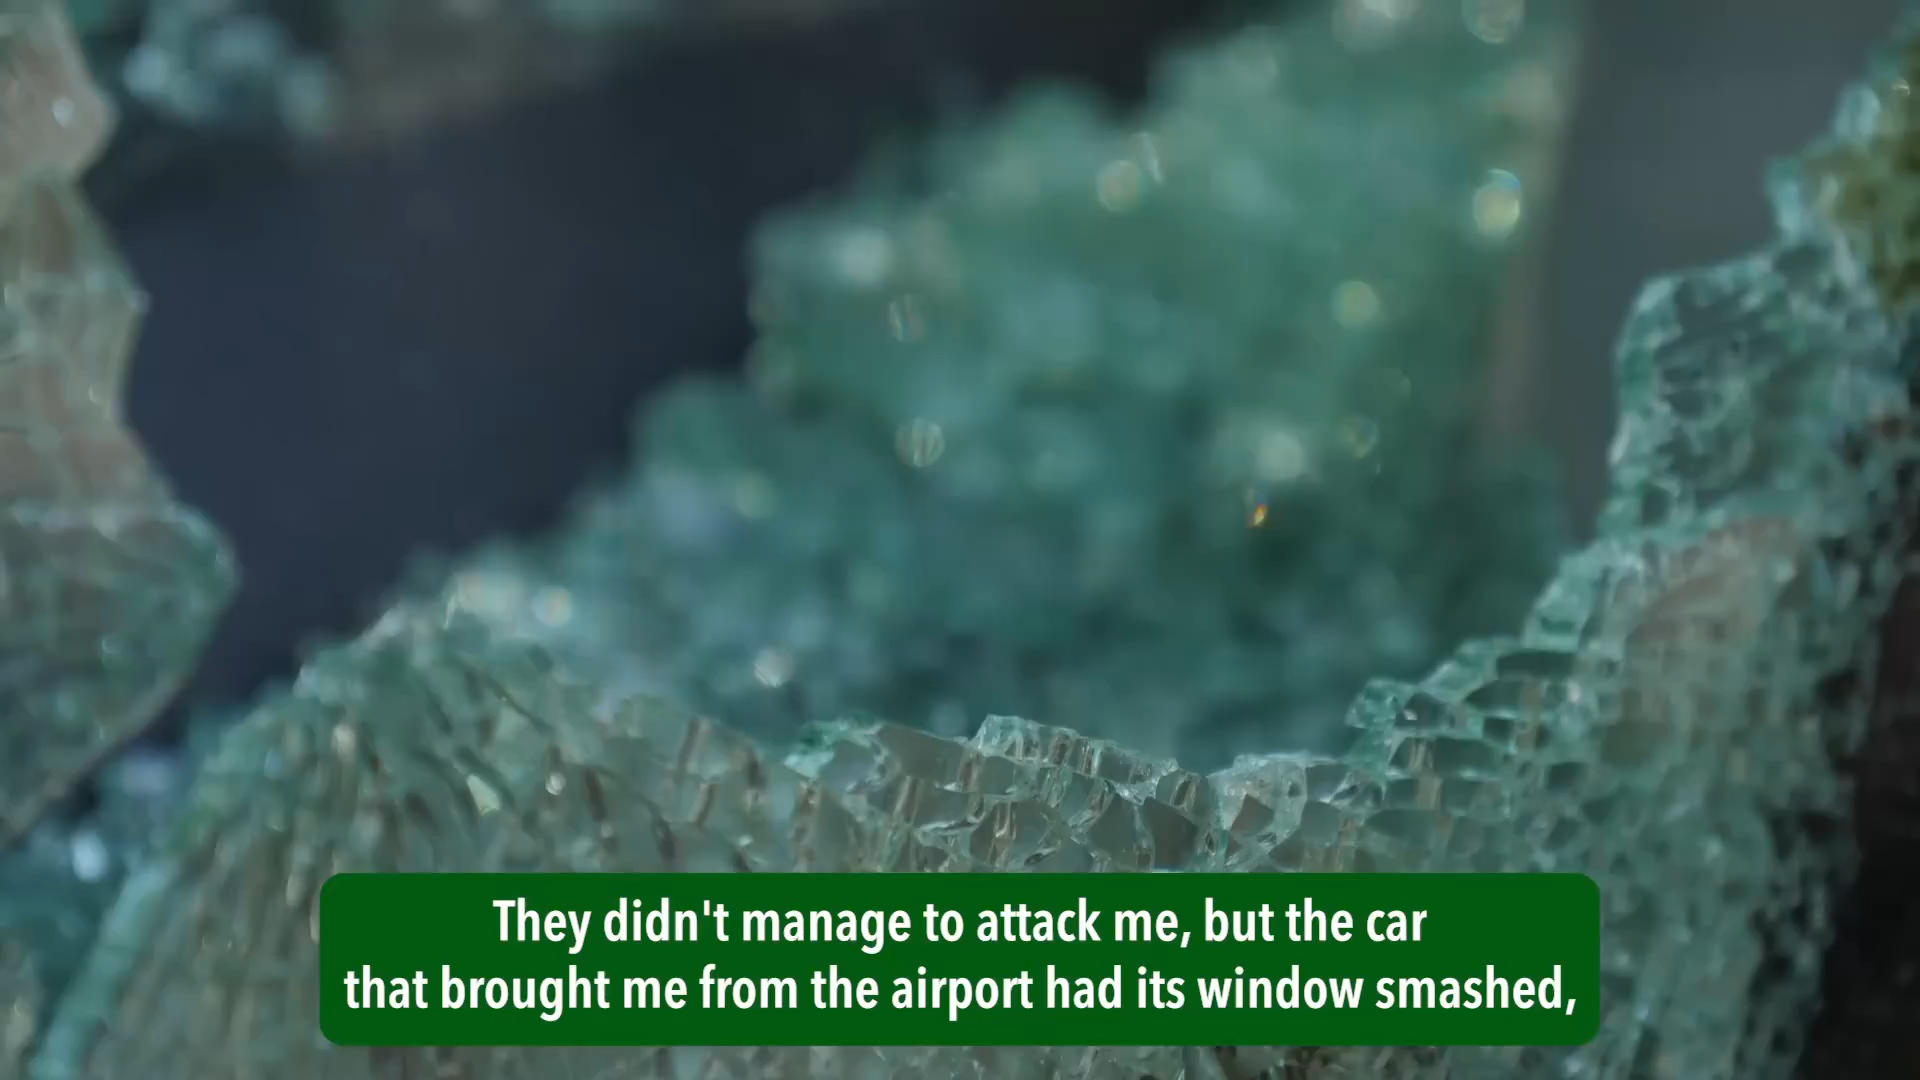 They didn't manage to attack me, but the car
that brought me from the airport had its window smashed,